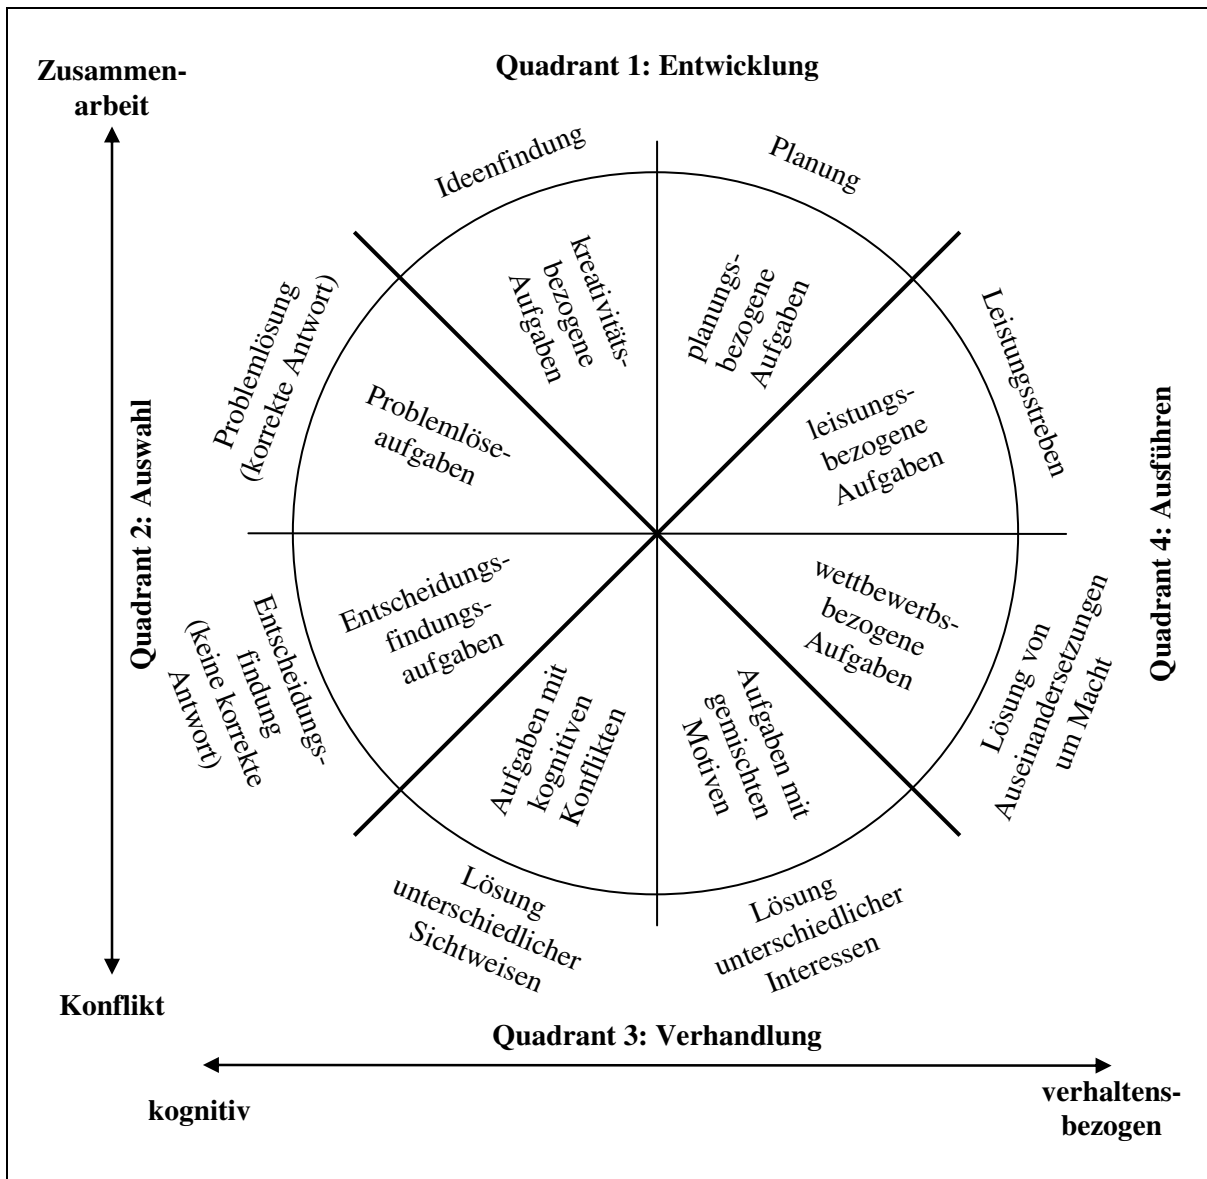 Zusammen-
arbeit
Quadrant 1: Entwicklung
Ideenfindung
Planung
Problemlösung
(korrekte Antwort)
kreativitäts-
bezogene
Aufgaben
planungs-
bezogene
Aufgaben
Leistungsstreben
Problemlöse-
aufgaben
leistungs-
bezogene
Aufgaben
Quadrant 2: Auswahl
Quadrant 4: Ausführen
Entscheidungs-
findung
(keine korrekte
Antwort)
Entscheidungs-
findungs-
aufgaben
Aufgaben mit
kognitiven
Konflikten
Aufgaben mit
gemischten
Motiven
wettbewerbs-
bezogene
Aufgaben
Lösung von
Auseinandersetzungen
um Macht
Lösung
unterschiedlicher
Sichtweisen
Lösung
unterschiedlicher
Interessen
Konflikt
Quadrant 3: Verhandlung
kognitiv
verhaltens-
bezogen